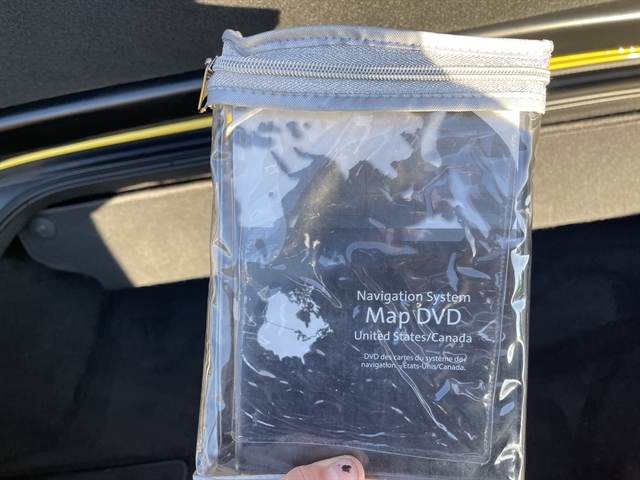 Navigation System
Map DVD
United States/Canada
DVD des cartes du système de
navigation – États-Unis/Canada.